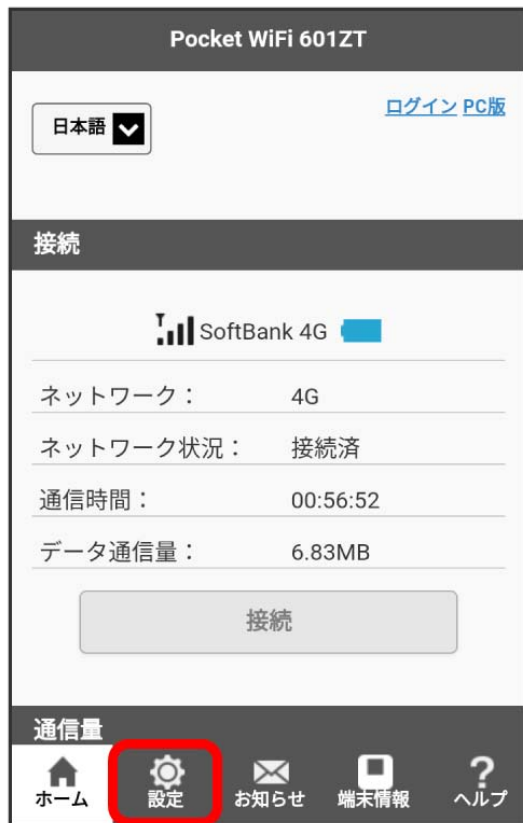 Pocket WiFi 601ZT
日本語 ログイン PC版
接続
SoftBank 4G
ネットワーク： 4G
ネットワーク状況： 接続済
通信時間： 00:56:52
データ通信量： 6.83MB
接続
通信量
ホーム 設定 お知らせ 端末情報 ヘルプ